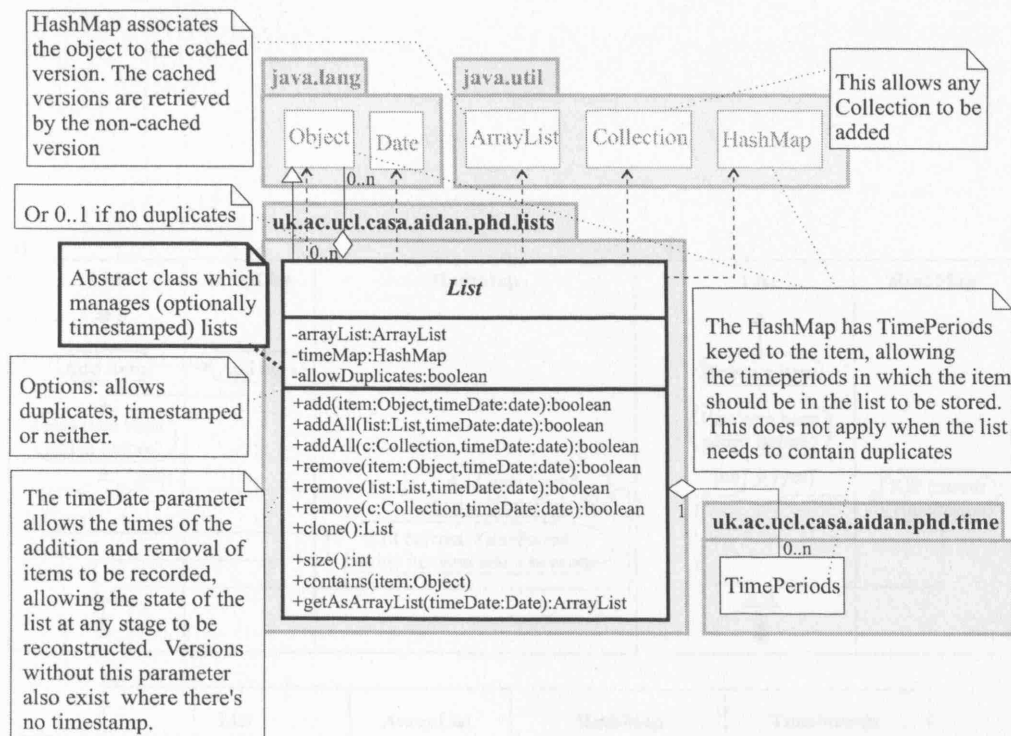 HashMap associates
the object to the cached
version. The cached
versions are retrieved
by the non-cached
version
java.lang
Object
Date
java.util
ArrayList
Collection
HashMap
This allows any
Collection to be
added
0..n
Or 0..1 if no duplicates
uk.ac.ucl.casa.aidan.phd.lists
0..n
Abstract class which
manages (optionally
timestamped) lists
List
-arrayList:ArrayList
-timeMap:HashMap
-allowDuplicates:boolean
+add(item:Object,timeDate:date):boolean
+addAll(list:List,timeDate:date):boolean
+addAll(c:Collection,timeDate:date):boolean
+remove(item:Object,timeDate:date):boolean
+remove(list:List,timeDate:date):boolean
+remove(c:Collection,timeDate:date):boolean
+clone():List
+size():int
+contains(item:Object)
+getAsArrayList(timeDate:Date):ArrayList
Options: allows
duplicates, timestamped
or neither.
The timeDate parameter
allows the times of the
addition and removal of
items to be recorded,
allowing the state of the
list at any stage to be
reconstructed. Versions
without this parameter
also exist where there's
no timestamp.
The HashMap has TimePeriods
keyed to the item, allowing
the timeperiods in which the item
should be in the list to be stored.
This does not apply when the list
needs to contain duplicates
1
uk.ac.ucl.casa.aidan.phd.time
0..n
TimePeriods